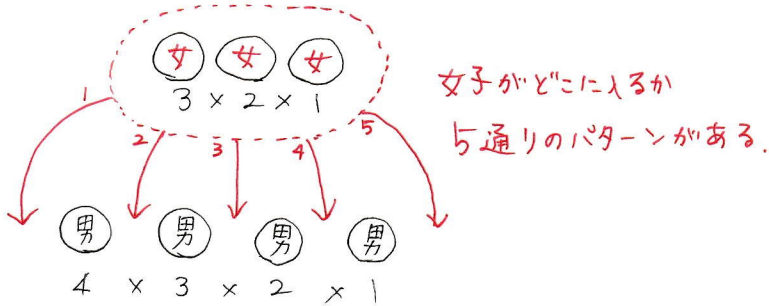 女 女 女
3 × 2 × 1
女子がどこに入るか
5通りのパターンがある.
1 2 3 4 5
男 男 男 男
4 × 3 × 2 × 1